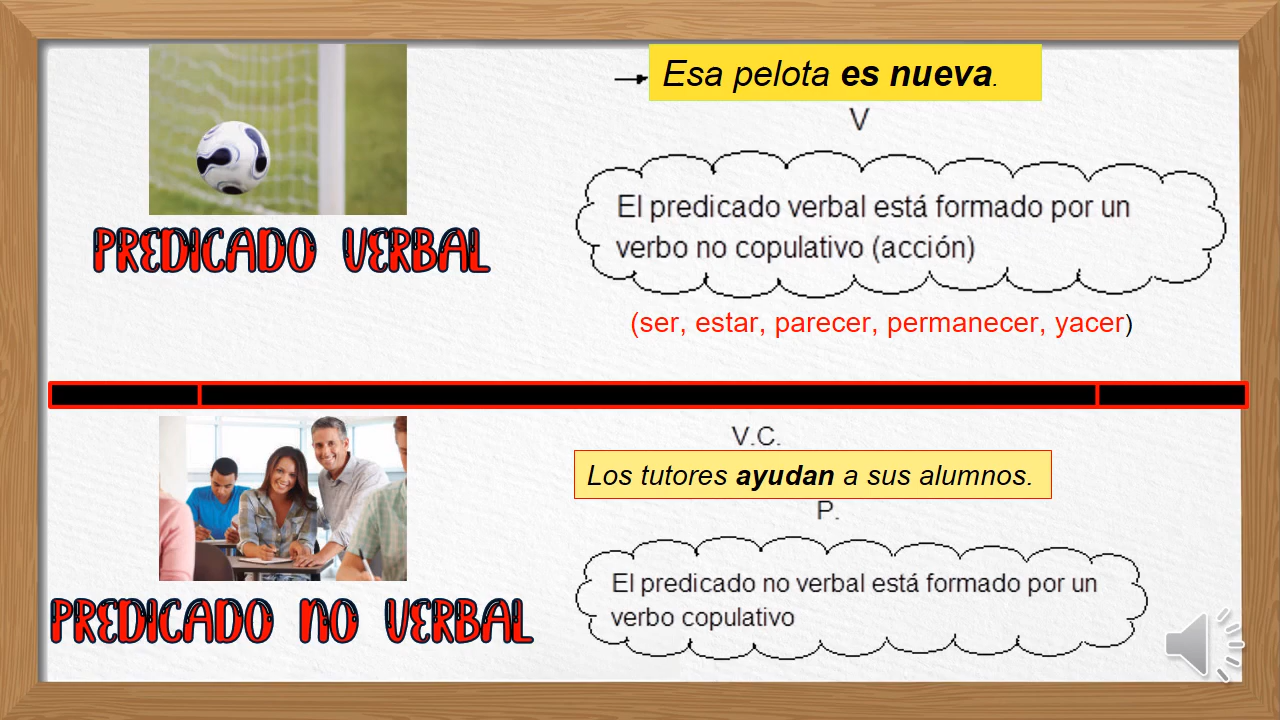 Esa pelota es nueva.
V
El predicado verbal está formado por un
verbo no copulativo (acción)
PREDICADO VERBAL
(ser, estar, parecer, permanecer, yacer)
V.C.
Los tutores ayudan a sus alumnos.
P.
El predicado no verbal está formado por un
verbo copulativo
PREDICADO NO VERBAL